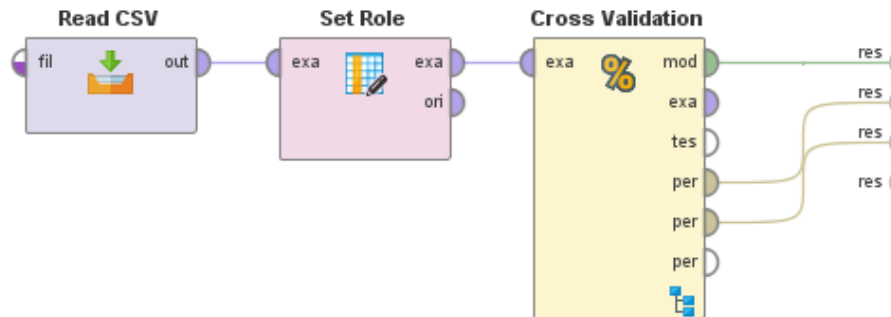 Read CSV
Set Role
Cross Validation
fil
out
exa
exa
ori
exa
%
mod
exa
tes
per
per
per
res
res
res
res